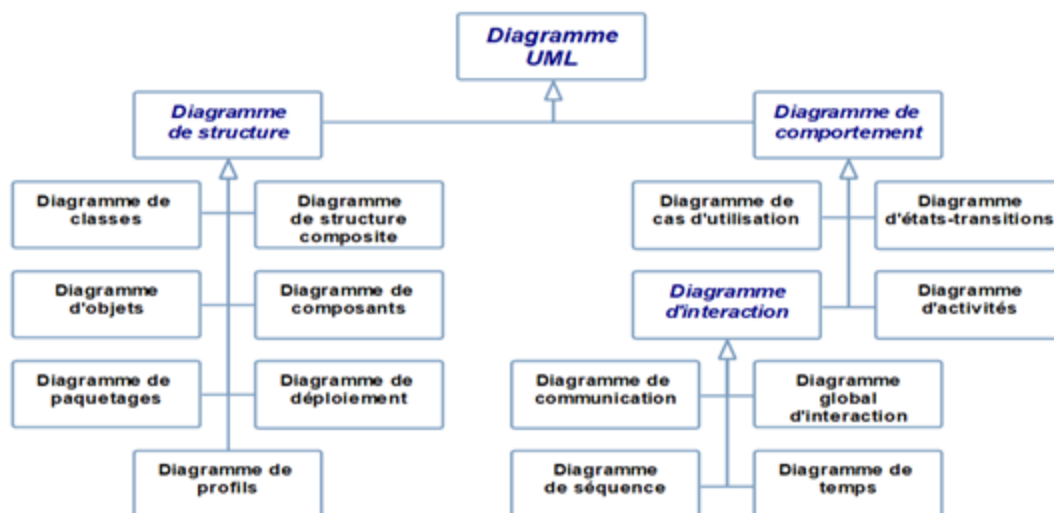 Diagramme
UML
Diagramme
de structure
Diagramme de
comportement
Diagramme de
classes
Diagramme
de structure
composite
Diagramme de
cas d'utilisation
Diagramme
d'états-transitions
Diagramme
d'objets
Diagramme de
composants
Diagramme
d'interaction
Diagramme
d'activités
Diagramme de
paquetages
Diagramme de
déploiement
Diagramme de
communication
Diagramme
global
d'interaction
Diagramme de
profils
Diagramme
de séquence
Diagramme de
temps